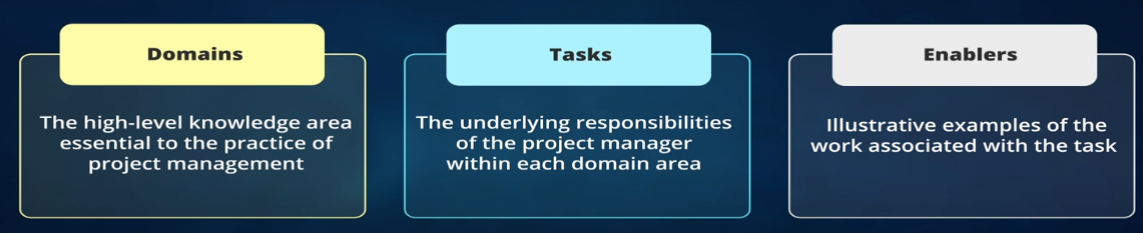 Domains
The high-level knowledge area
essential to the practice of
project management
Tasks
The underlying responsibilities
of the project manager
within each domain area
Enablers
Illustrative examples of the
work associated with the task